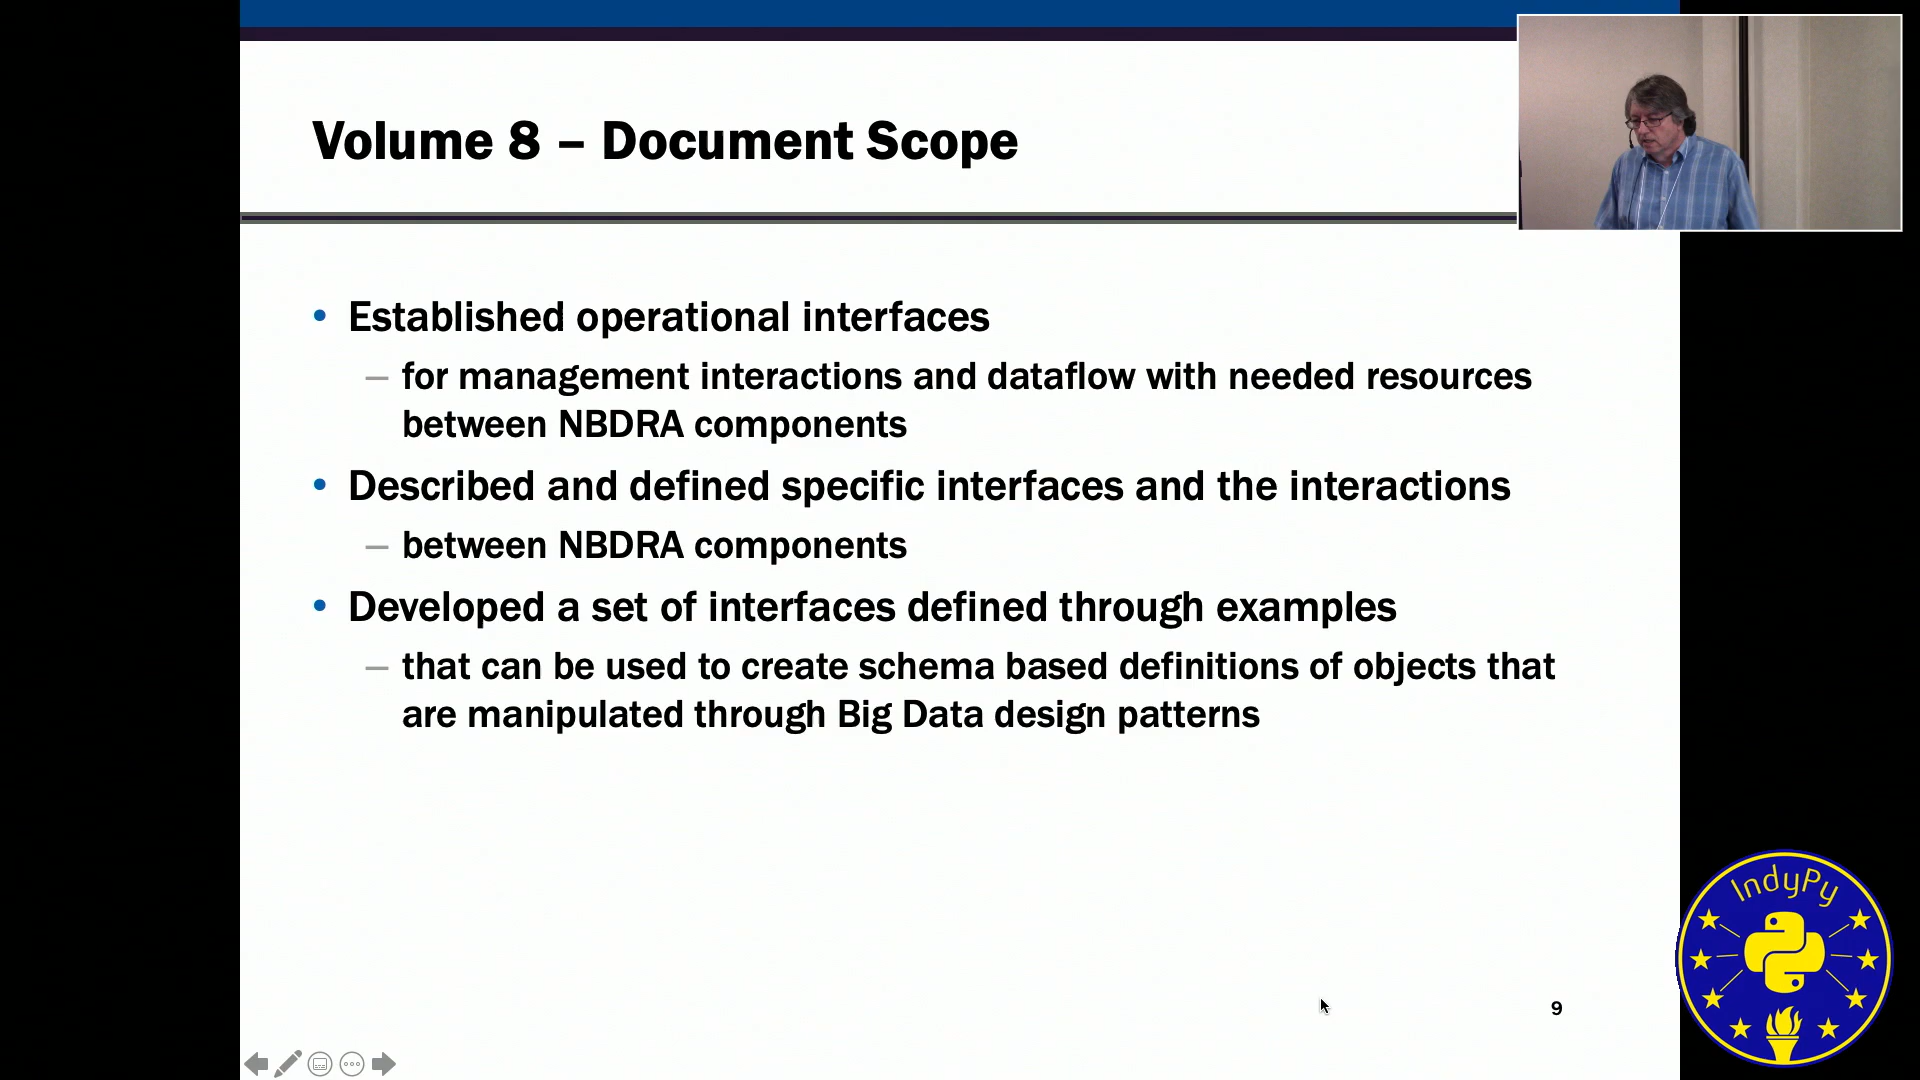 Volume 8 – Document Scope
• Established operational interfaces
– for management interactions and dataflow with needed resources
between NBDRA components
• Described and defined specific interfaces and the interactions
– between NBDRA components
• Developed a set of interfaces defined through examples
– that can be used to create schema based definitions of objects that
are manipulated through Big Data design patterns
9
IndyPy